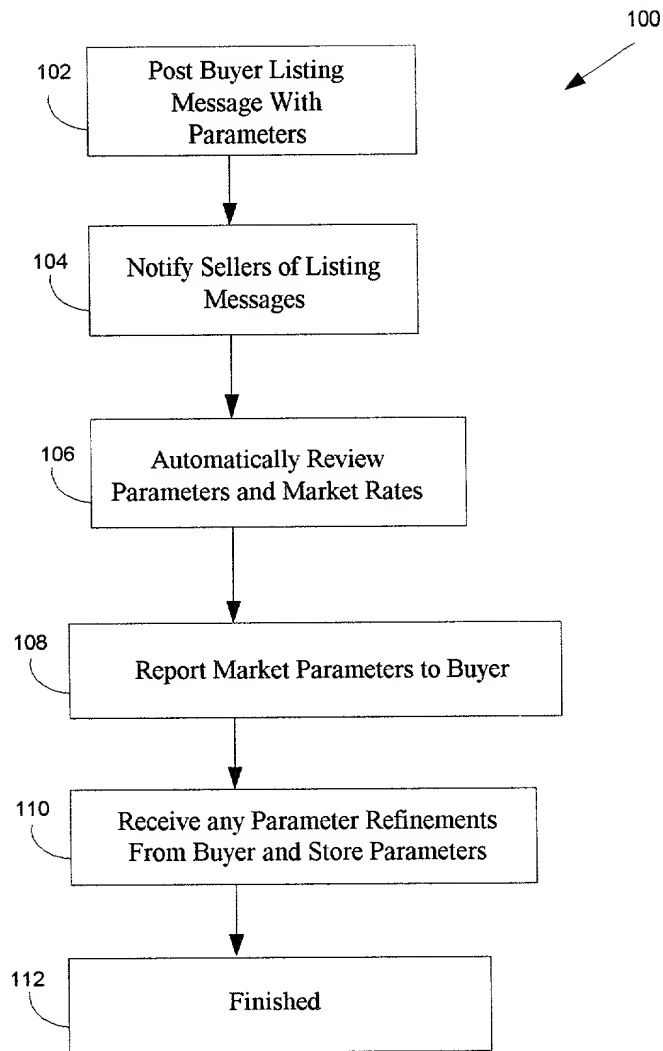 100
102
Post Buyer Listing
Message With
Parameters
104
Notify Sellers of Listing
Messages
106
Automatically Review
Parameters and Market Rates
108
Report Market Parameters to Buyer
110
Receive any Parameter Refinements
From Buyer and Store Parameters
112
Finished